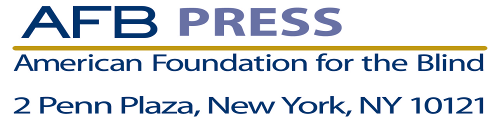 AFB PRESS
American Foundation for the Blind
2 Penn Plaza, New York, NY 10121